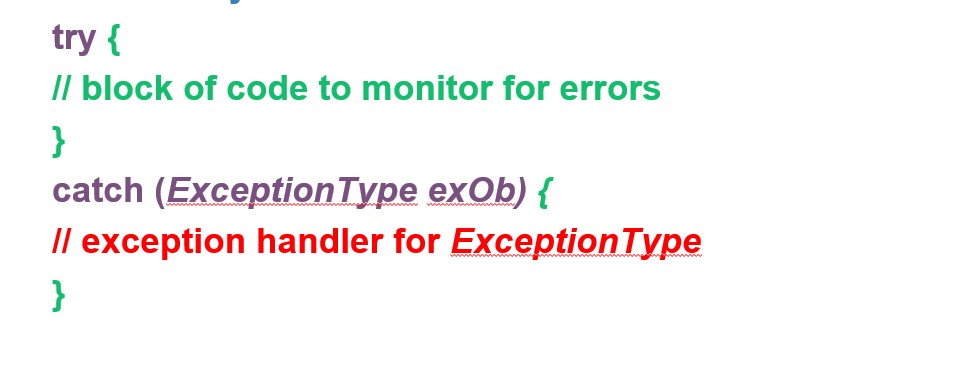 try {
// block of code to monitor for errors
}
catch (ExceptionType exOb) {
// exception handler for ExceptionType
}